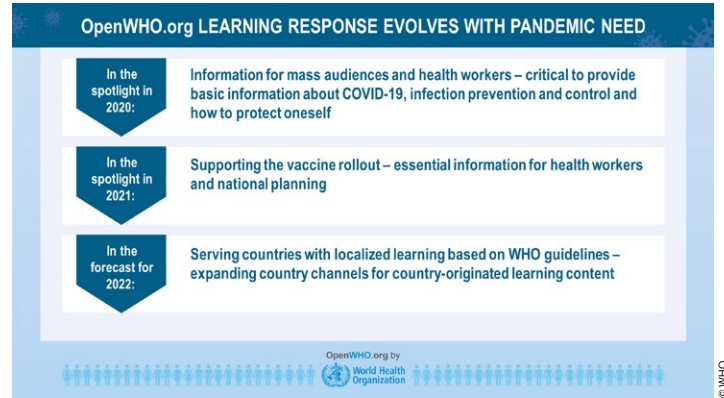 OpenWHO.org LEARNING RESPONSE EVOLVES WITH PANDEMIC NEED
In the
spotlight in
2020:
Information for mass audiences and health workers – critical to provide
basic information about COVID-19, infection prevention and control and
how to protect oneself
In the
spotlight in
2021:
Supporting the vaccine rollout – essential information for health workers
and national planning
In the
forecast for
2022:
Serving countries with localized learning based on WHO guidelines –
expanding country channels for country-originated learning content
OpenWHO.org by
World Health
Organization
© WHO